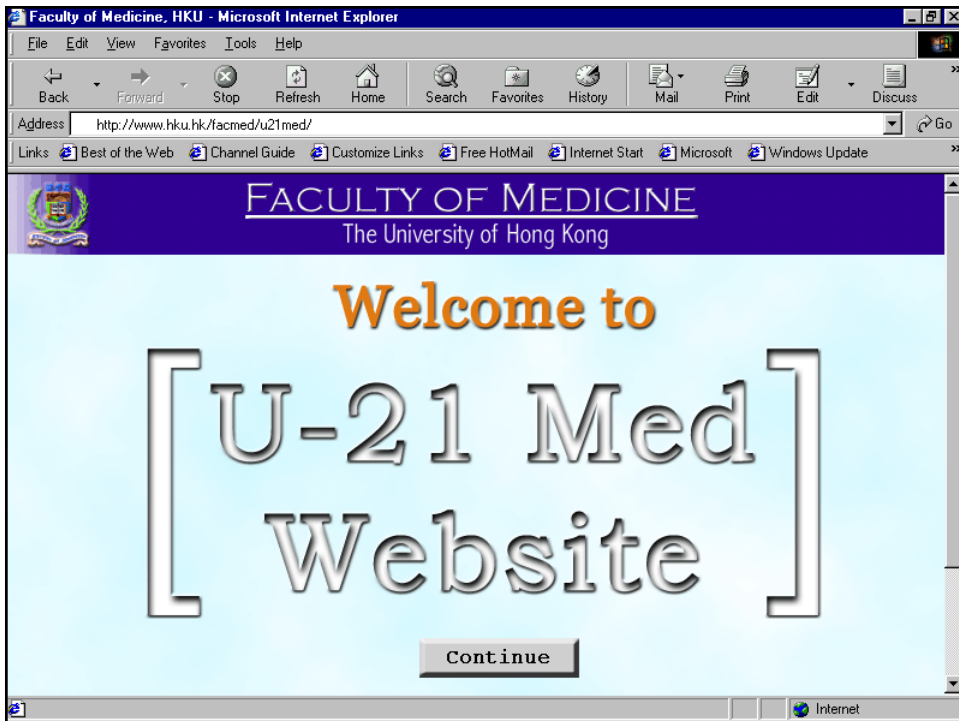 Faculty of Medicine, HKU - Microsoft Internet Explorer
File Edit View Favorites Tools Help
Back Forward Stop Refresh Home Search Favorites History Mail Print Edit Discuss »
Address http://www.hku.hk/facmed/u21med/ Go
Links Best of the Web Channel Guide Customize Links Free HotMail Internet Start Microsoft Windows Update »
FACULTY OF MEDICINE
The University of Hong Kong
Welcome to
[U-21 Med
Website]
Continue
Internet